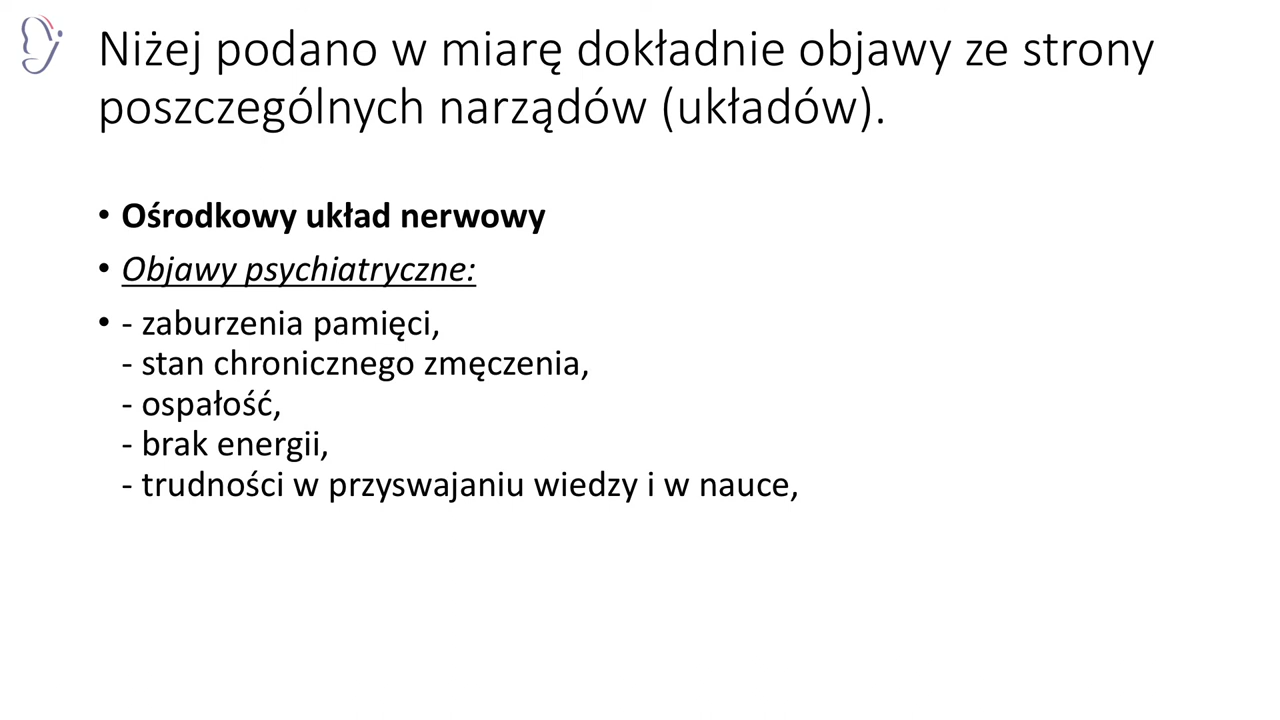 Niżej podano w miarę dokładnie objawy ze strony
poszczególnych narządów (układów).
• Ośrodkowy układ nerwowy
• Objawy psychiatryczne:
• - zaburzenia pamięci,
- stan chronicznego zmęczenia,
- ospałość,
- brak energii,
- trudności w przyswajaniu wiedzy i w nauce,